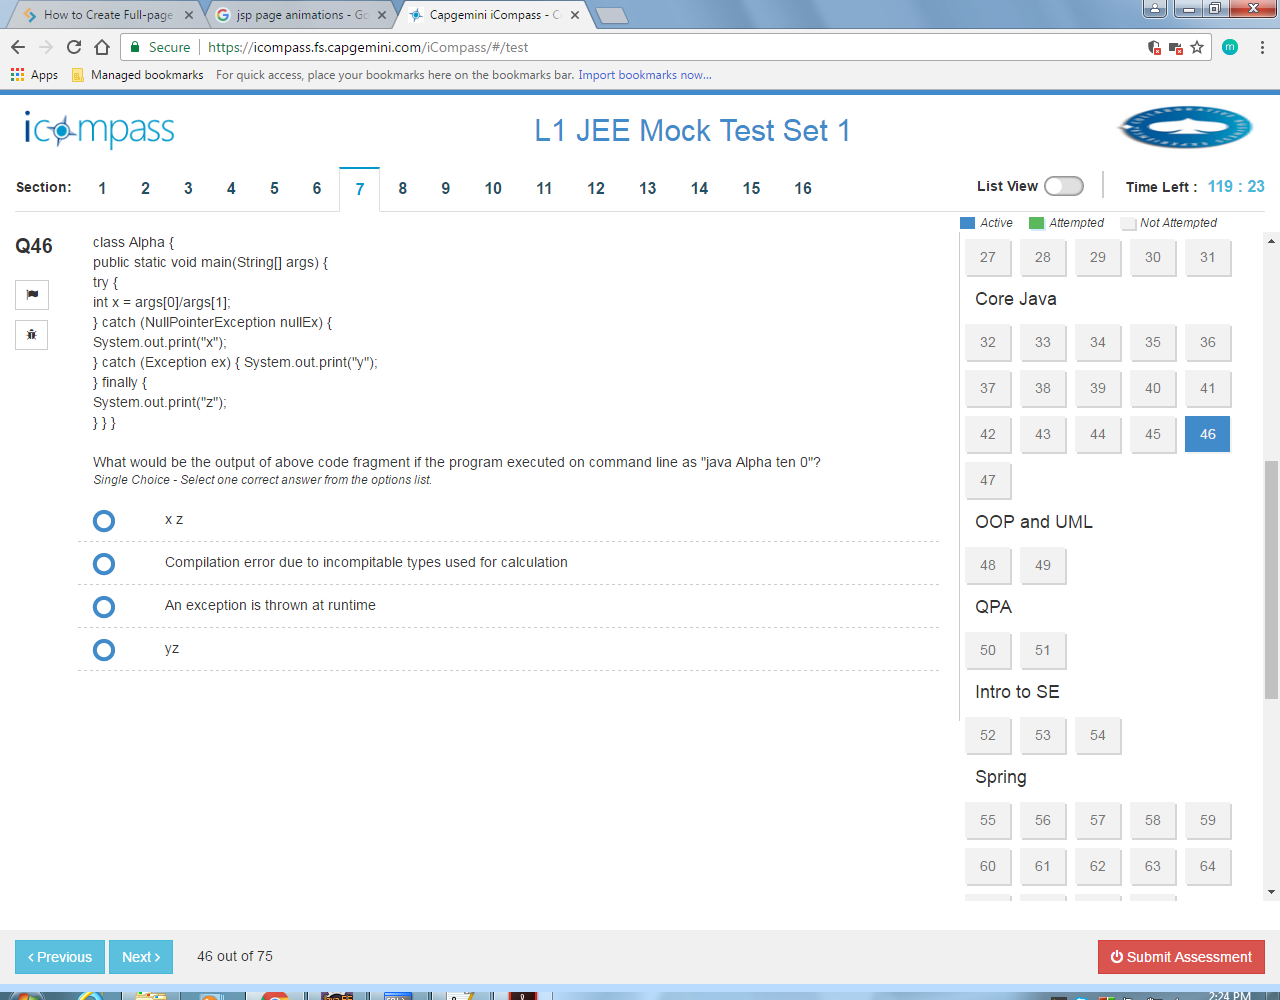 How to Create Full-page
jsp page animations - Go
Capgemini iCompass - C
Secure
https://icompass.fs.capgemini.com/iCompass/#/test
m
Apps
Managed bookmarks
For quick access, place your bookmarks here on the bookmarks bar. Import bookmarks now...
icompass
L1 JEE Mock Test Set 1
Section: 1 2 3 4 5 6 7 8 9 10 11 12 13 14 15 16
List View
Time Left : 119 : 23
Active Attempted Not Attempted
Q46
class Alpha {
public static void main(String[] args) {
try {
int x = args[0]/args[1];
} catch (NullPointerException nullEx) {
System.out.print("x");
} catch (Exception ex) { System.out.print("y");
} finally {
System.out.print("z");
} } }
What would be the output of above code fragment if the program executed on command line as "java Alpha ten 0"?
Single Choice - Select one correct answer from the options list.
x z
Compilation error due to incompitable types used for calculation
An exception is thrown at runtime
yz
27 28 29 30 31
Core Java
32 33 34 35 36
37 38 39 40 41
42 43 44 45 46
47
OOP and UML
48 49
QPA
50 51
Intro to SE
52 53 54
Spring
55 56 57 58 59
60 61 62 63 64
‹ Previous
Next ›
46 out of 75
Submit Assessment
2:24 PM